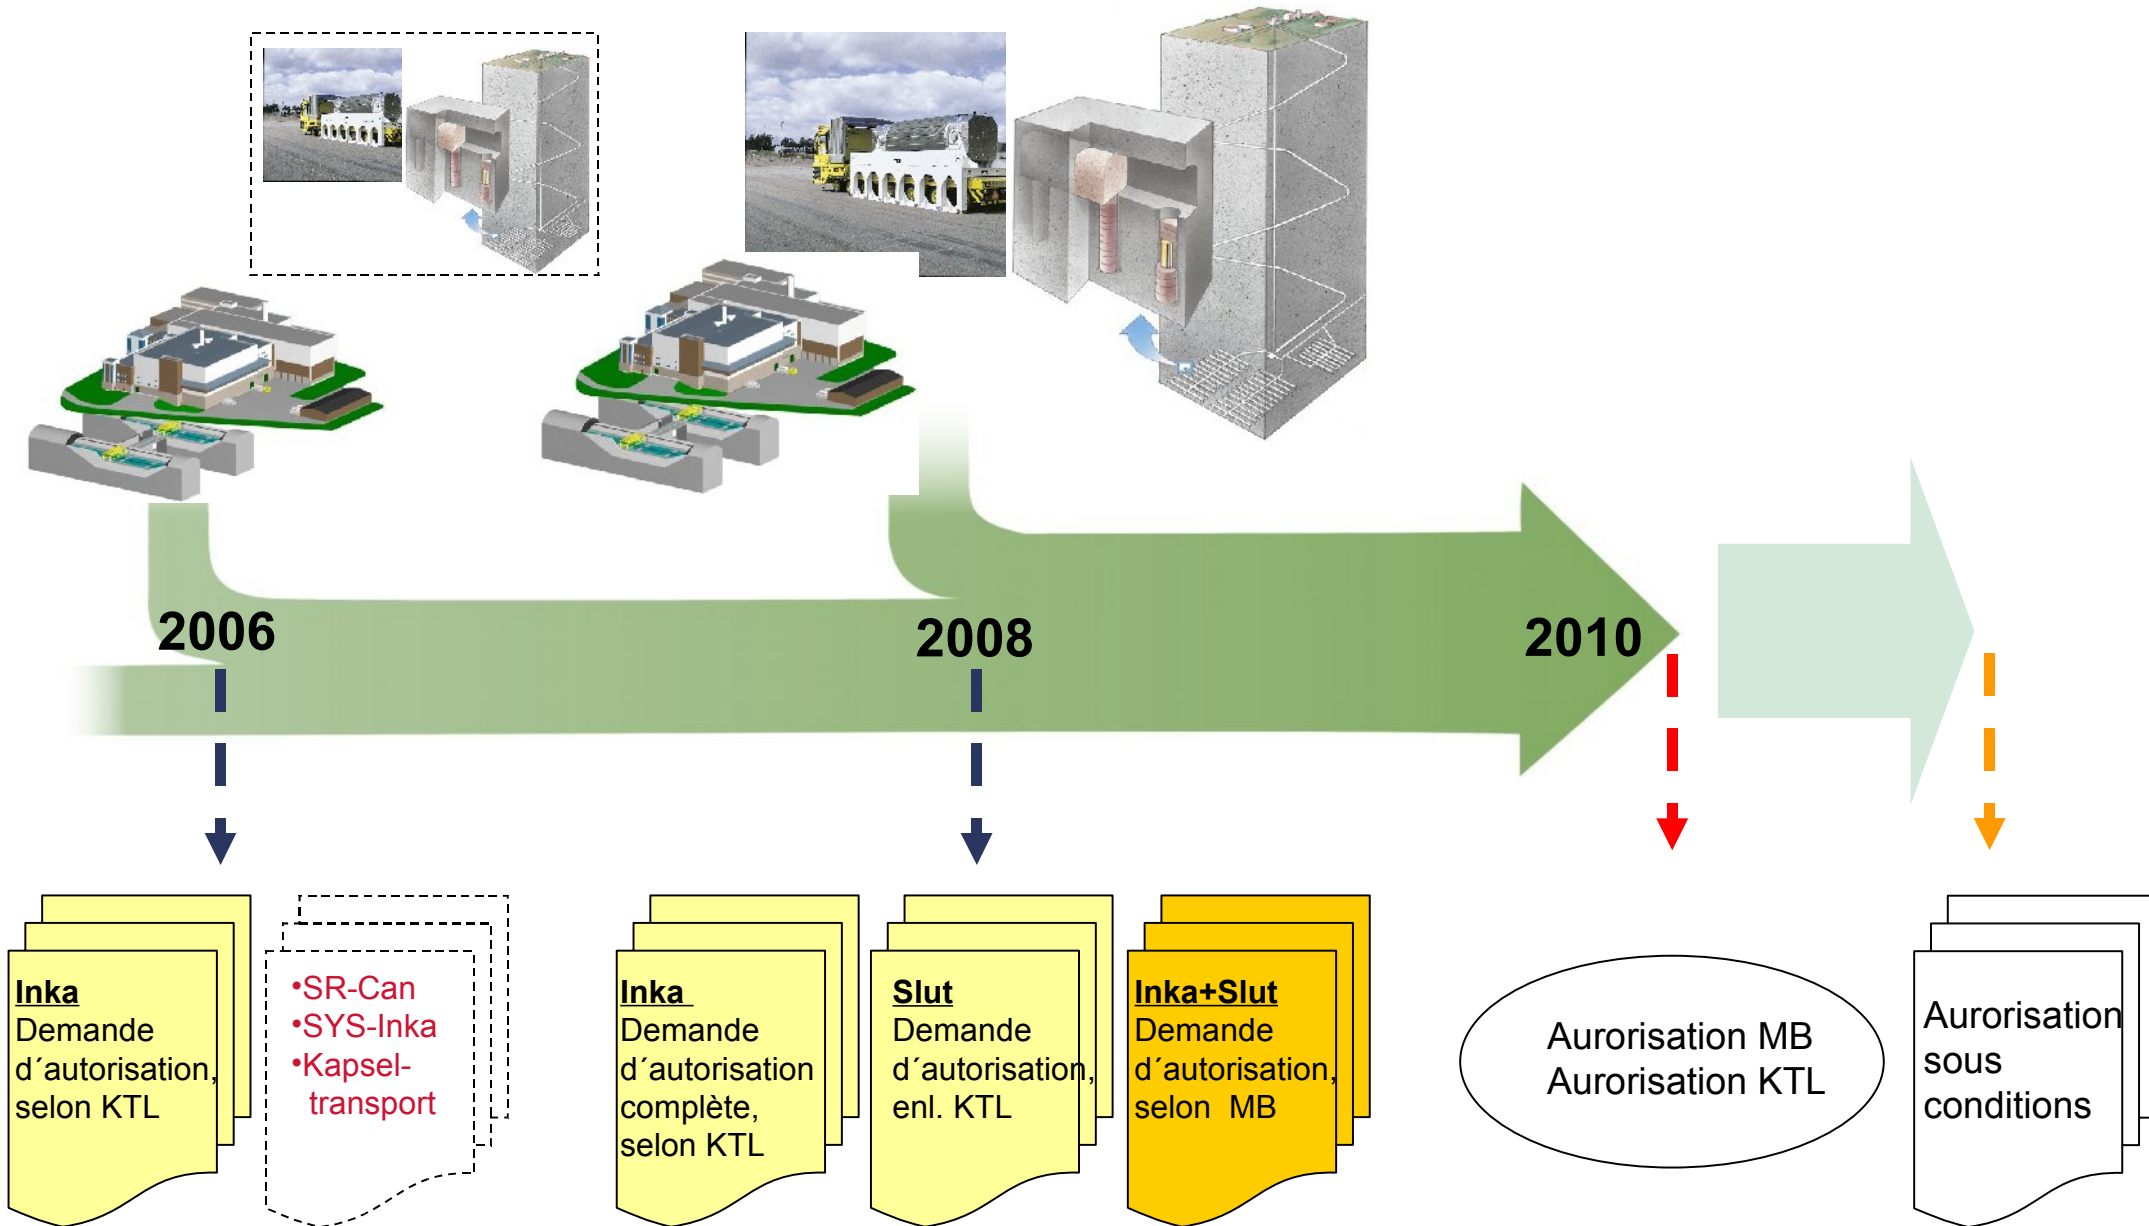 2006
2008
2010
Inka
Demande
d´autorisation,
selon KTL
•SR-Can
•SYS-Inka
•Kapsel-
transport
Inka
Demande
d´autorisation
complète,
selon KTL
Slut
Demande
d´autorisation,
enl. KTL
Inka+Slut
Demande
d´autorisation,
selon MB
Aurorisation MB
Aurorisation KTL
Aurorisation
sous
conditions